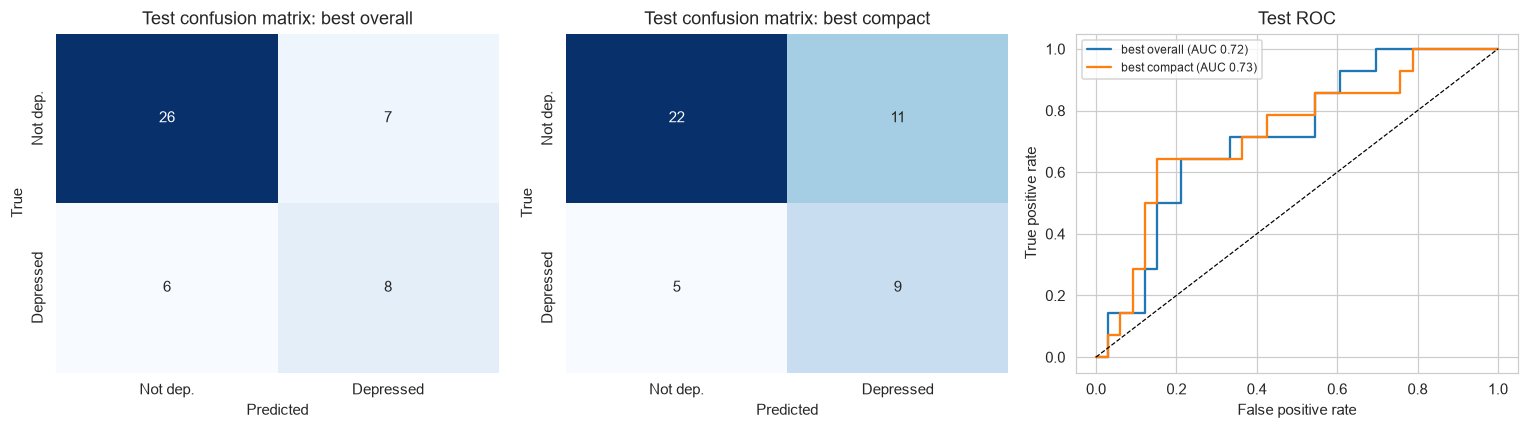 Test confusion matrix: best overall
Not dep.
Depressed
True
26
7
6
8
Not dep.
Depressed
Predicted
Test confusion matrix: best compact
Not dep.
Depressed
True
22
11
5
9
Not dep.
Depressed
Predicted
Test ROC
best overall (AUC 0.72)
best compact (AUC 0.73)
True positive rate
1.0
0.8
0.6
0.4
0.2
0.0
0.0
0.2
0.4
0.6
0.8
1.0
False positive rate